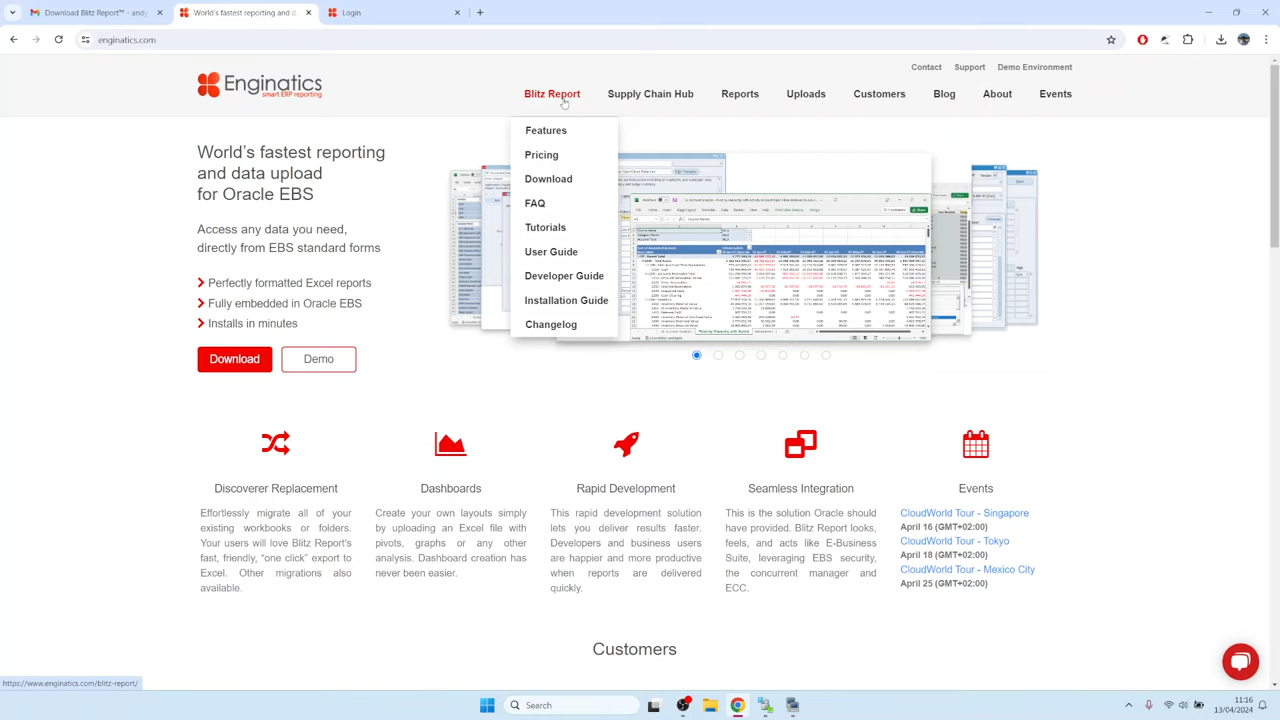 Download Blitz Report™ - and
World's fastest reporting and d
Login
enginatics.com
Contact Support Demo Environment
Enginatics
smart ERP reporting
Blitz Report Supply Chain Hub Reports Uploads Customers Blog About Events
Features
Pricing
Download
FAQ
Tutorials
User Guide
Developer Guide
Installation Guide
Changelog
World's fastest reporting
and data upload
for Oracle EBS
Access any data you need,
directly from EBS standard forms
Perfectly formatted Excel reports
Fully embedded in Oracle EBS
Installs in minutes
Download Demo
Discoverer Replacement
Effortlessly migrate all of your
existing workbooks or folders.
Your users will love Blitz Report's
fast, friendly, "one click" export to
Excel. Other migrations also
available.
Dashboards
Create your own layouts simply
by uploading an Excel file with
pivots, graphs or any other
analysis. Dashboard creation has
never been easier.
Rapid Development
This rapid development solution
lets you deliver results faster.
Developers and business users
are happier and more productive
when reports are delivered
quickly.
Seamless Integration
This is the solution Oracle should
have provided. Blitz Report looks,
feels, and acts like E-Business
Suite, leveraging EBS security,
the concurrent manager and
ECC.
Events
CloudWorld Tour - Singapore
April 16 (GMT+02:00)
CloudWorld Tour - Tokyo
April 18 (GMT+02:00)
CloudWorld Tour - Mexico City
April 25 (GMT+02:00)
Customers
https://www.enginatics.com/blitz-report/
Search
11:16
13/04/2024